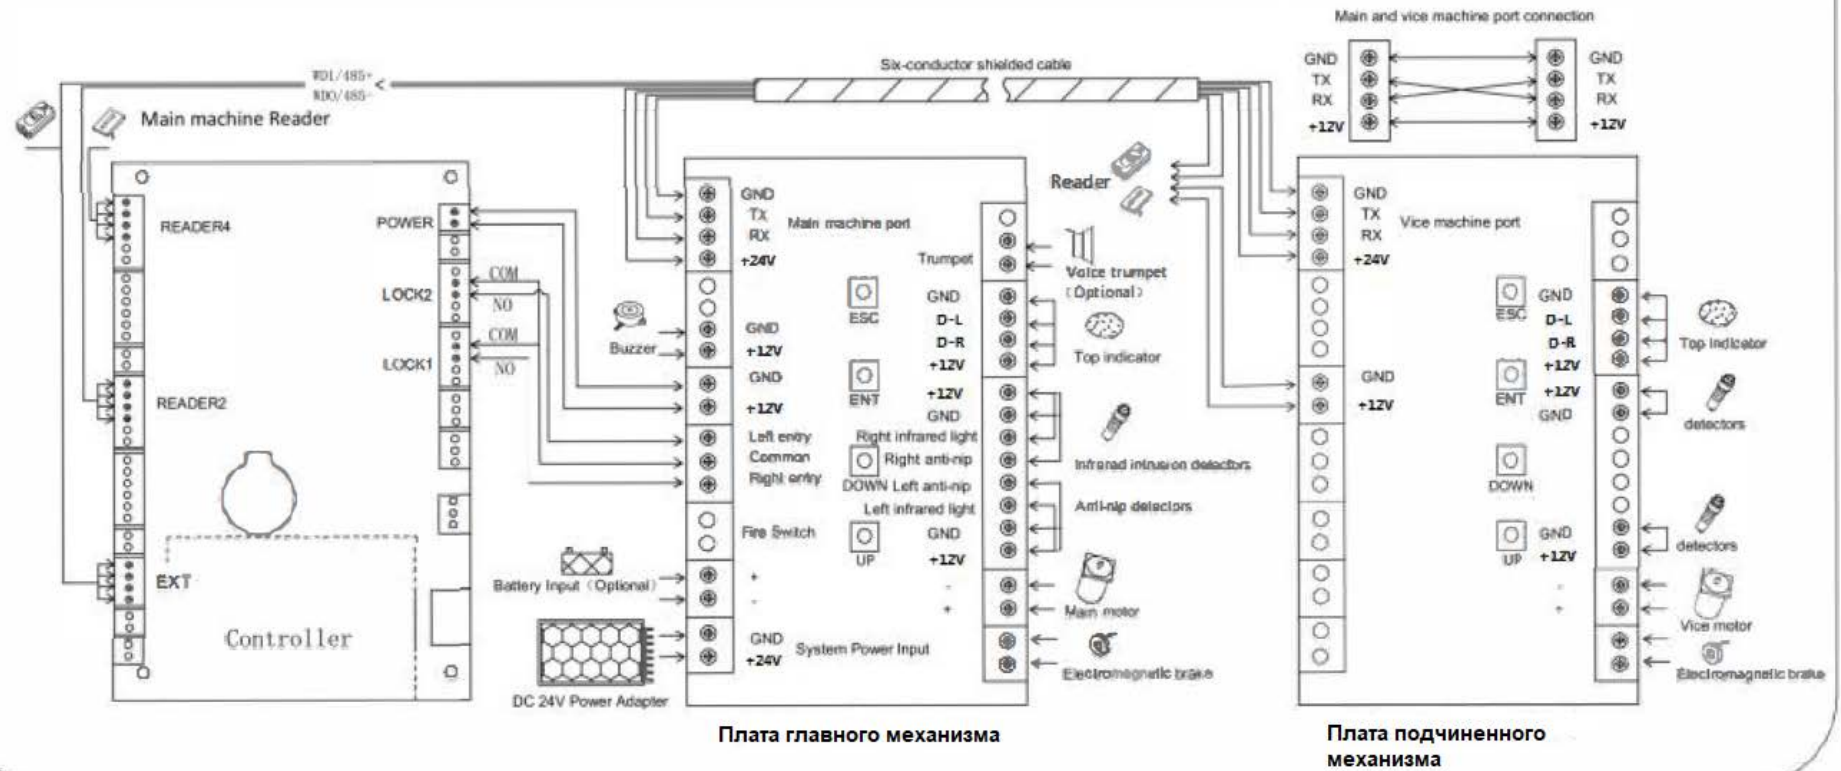 Main and vice machine port connection
GND GND
TX TX
RX RX
+12V +12V
Six-conductor shielded cable
WD1/485+
WD0/485-
Main machine Reader
READER4
READER2
EXT
Controller
POWER
LOCK2
LOCK1
COM
NO
COM
NO
Buzzer
Battery Input (Optional)
DC 24V Power Adapter
GND
TX
RX
+24V
Main machine port
GND
+12V
GND
+12V
Left entry
Common
Right entry
Fire Switch
+
-
GND
+24V
System Power Input
ESC
ENT
DOWN
UP
Trumpet
GND
D-L
D-R
+12V
+12V
GND
Right infrared light
Right anti-nip
Left anti-nip
Left infrared light
GND
+12V
-
+
Reader
Voice trumpet
(Optional)
Top indicator
Infrared intrusion detectors
Anti-nip detectors
Main motor
Electromagnetic brake
GND
TX
RX
+24V
Vice machine port
GND
+12V
ESC
ENT
DOWN
UP
GND
D-L
D-R
+12V
+12V
GND
GND
+12V
-
+
Top indicator
detectors
detectors
Vice motor
Electromagnetic brake
Плата главного механизма
Плата подчиненного
механизма